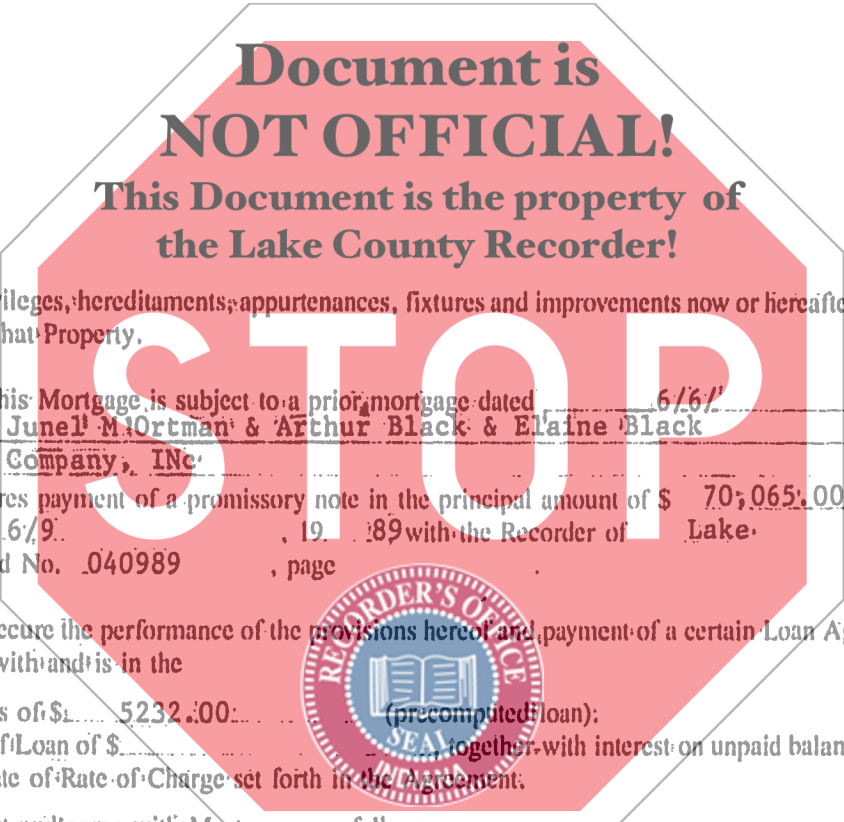 Document is
NOT OFFICIAL!
This Document is the property of
the Lake County Recorder!
ileges, hereditaments, appurtenances, fixtures and improvements now or hereafte
hat Property.
STOP
his Mortgage is subject to a prior mortgage dated 6/6/
Junel M Ortman & Arthur Black & Elaine Black
Company, INc
res payment of a promissory note in the principal amount of $ 70,065.00
6/9 , 19 89 with the Recorder of Lake
d No. 040989 , page .
ecure the performance of the provisions hereof and payment of a certain Loan A
with and is in the
RECORDER'S OFFICE
SEAL
INDIANA
s of $ 5232.00 (precomputed loan);
f Loan of $ , together with interest on unpaid balan
te of Rate of Charge set forth in the Agreement.